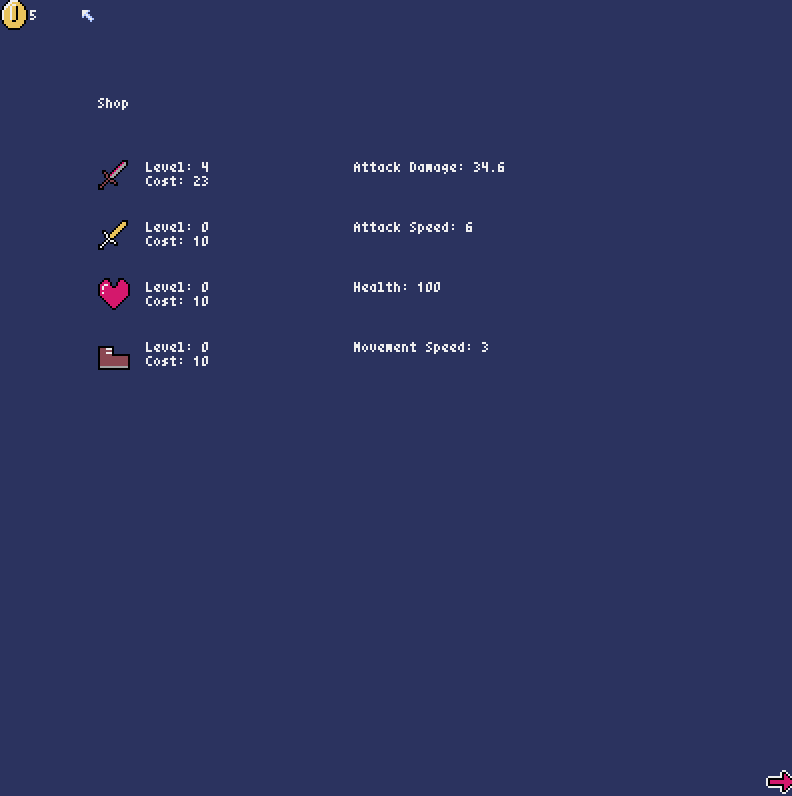 5
Shop
Level: 4
Cost: 23
Attack Damage: 34.6
Level: 0
Cost: 10
Attack Speed: 6
Level: 0
Cost: 10
Health: 100
Level: 0
Cost: 10
Movement Speed: 3